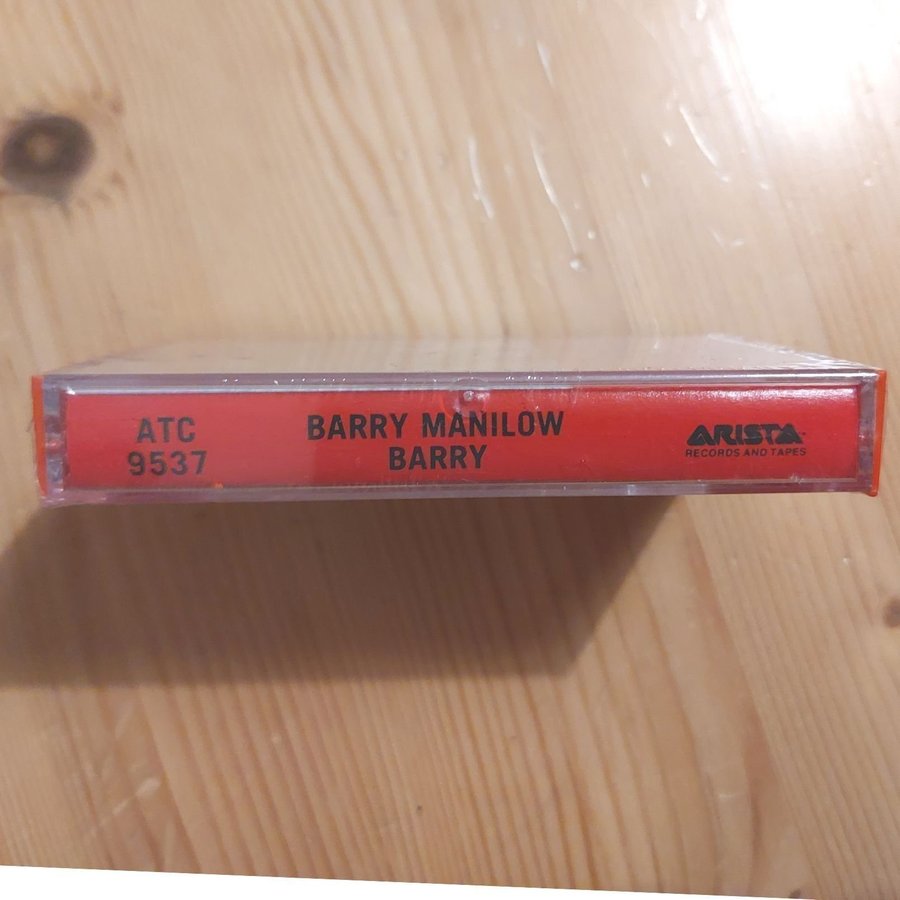 ATC
9537
BARRY MANILOW
BARRY
ARISTA
RECORDS AND TAPES